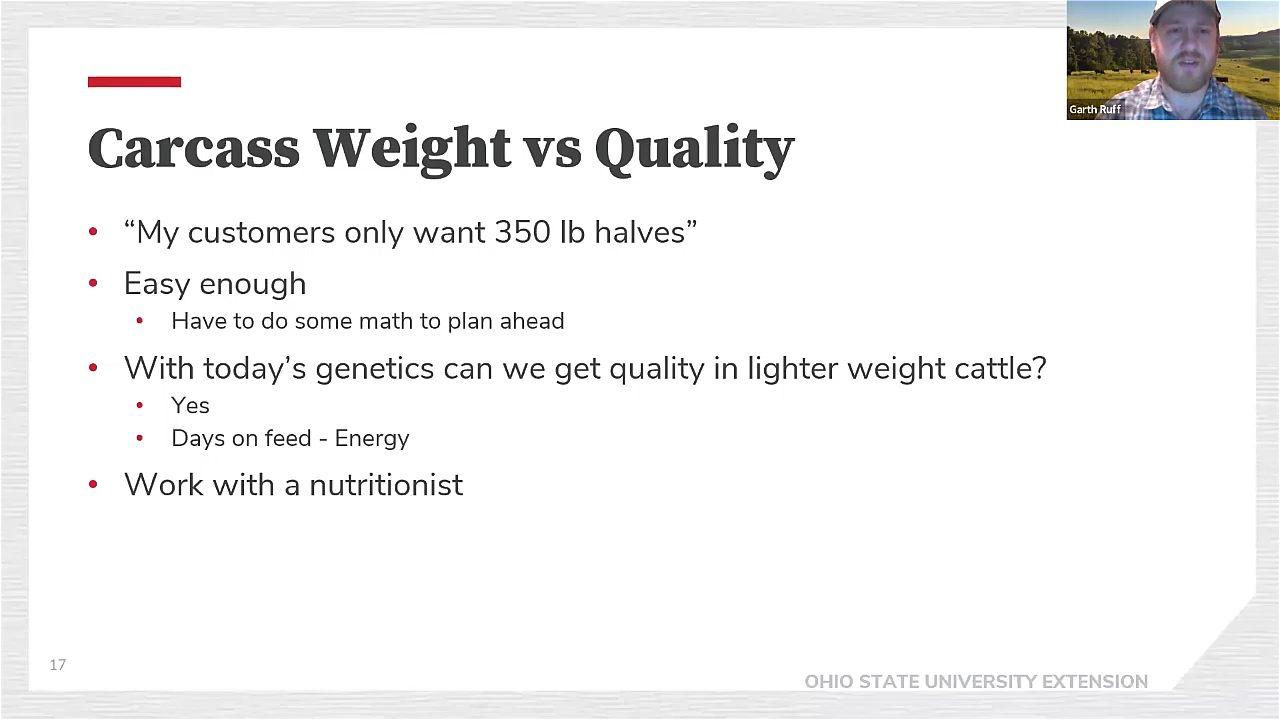 Garth Ruff
Carcass Weight vs Quality
• “My customers only want 350 lb halves”
• Easy enough
• Have to do some math to plan ahead
• With today’s genetics can we get quality in lighter weight cattle?
• Yes
• Days on feed - Energy
• Work with a nutritionist
17
OHIO STATE UNIVERSITY EXTENSION